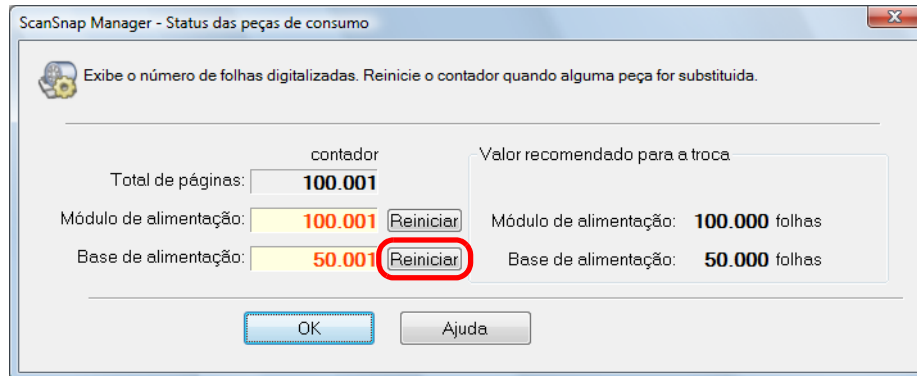 ScanSnap Manager - Status das peças de consumo
Exibe o número de folhas digitalizadas. Reinicie o contador quando alguma peça for substituida.
contador
Valor recomendado para a troca
Total de páginas: 100.001
Módulo de alimentação: 100.001 Reiniciar Módulo de alimentação: 100.000 folhas
Base de alimentação: 50.001 Reiniciar Base de alimentação: 50.000 folhas
OK Ajuda